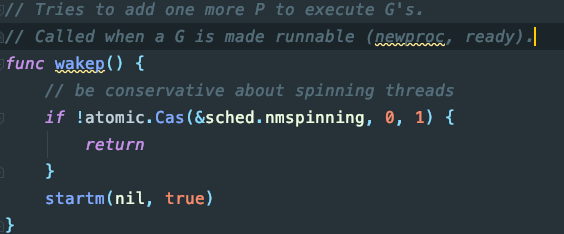 // Tries to add one more P to execute G's.
// Called when a G is made runnable (newproc, ready).
func wakep() {
    // be conservative about spinning threads
    if !atomic.Cas(&sched.nmspinning, 0, 1) {
        return
    }
    startm(nil, true)
}